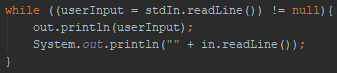 while ((userInput = stdIn.readLine()) != null){
    out.println(userInput);
    System.out.println("" + in.readLine());
}